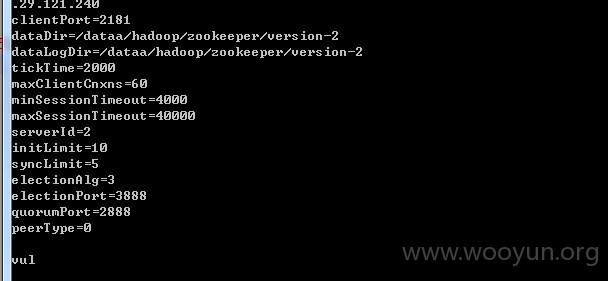 .29.121.240
clientPort=2181
dataDir=/dataa/hadoop/zookeeper/version-2
dataLogDir=/dataa/hadoop/zookeeper/version-2
tickTime=2000
maxClientCnxns=60
minSessionTimeout=4000
maxSessionTimeout=40000
serverId=2
initLimit=10
syncLimit=5
electionAlg=3
electionPort=3888
quorumPort=2888
peerType=0
www.wooyun.org
vul